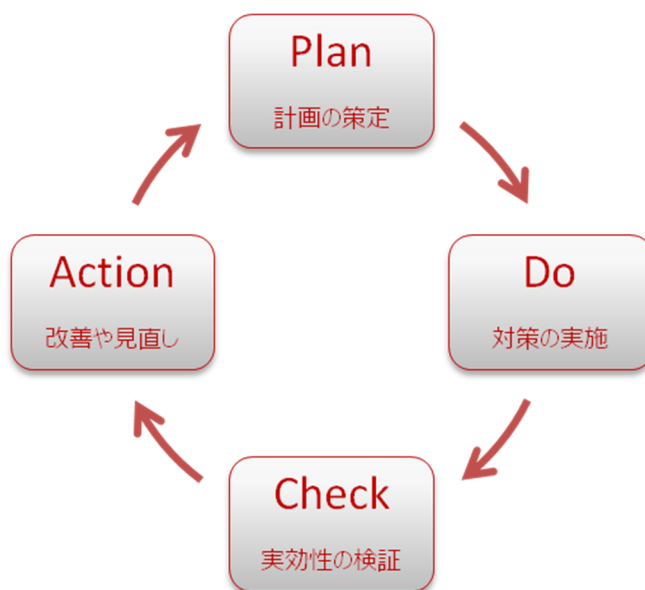 Plan
計画の策定
Do
対策の実施
Check
実効性の検証
Action
改善や見直し